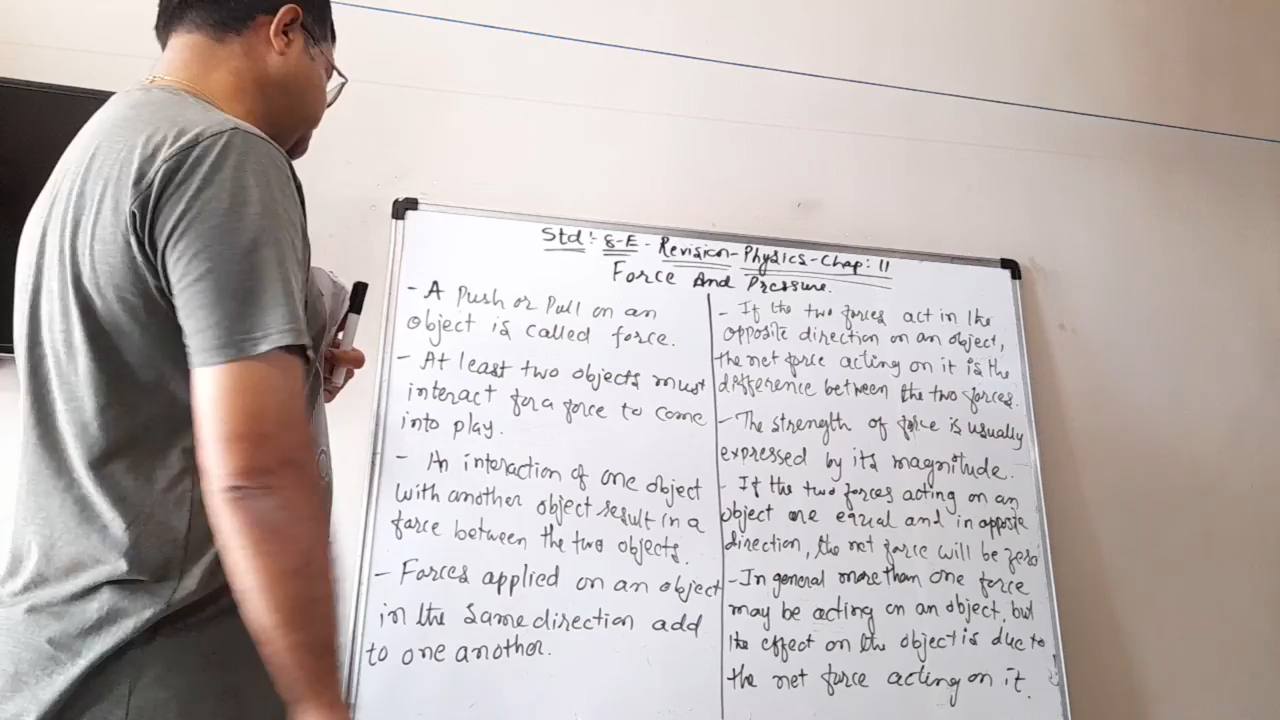 Std:- 8-E - Revision - Physics - Chap: 11
Force And Pressure.
- A Push or Pull on an
object is called force.
- At least two objects must
interact for a force to come
into play.
- An interaction of one object
with another object result in a
force between the two objects.
- Forces applied on an object
in the same direction add
to one another.
- If the two forces act in the
opposite direction on an object,
the net force acting on it is the
difference between the two forces.
- The strength of force is usually
expressed by its magnitude.
- If the two forces acting on an
object are equal and in opposite
direction, the net force will be zero
- In general more than one force
may be acting on an object, but
the effect on the object is due to
the net force acting on it.